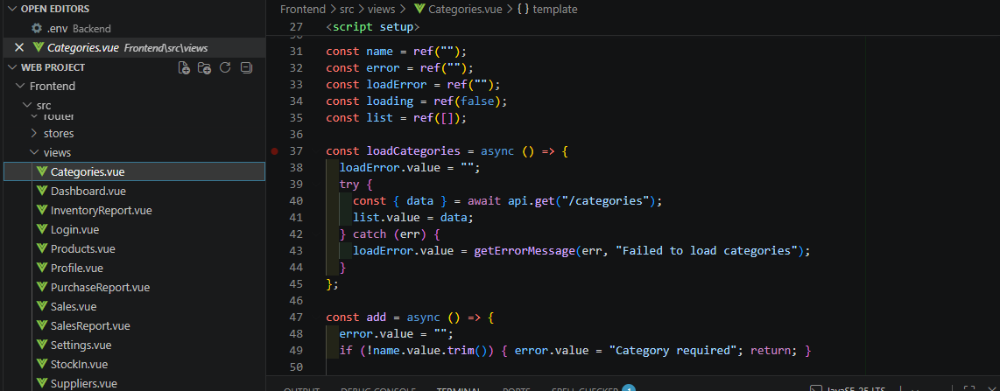 OPEN EDITORS
.env Backend
Categories.vue Frontend\src\views
WEB PROJECT
Frontend
src
router
stores
views
Categories.vue
Dashboard.vue
InventoryReport.vue
Login.vue
Products.vue
Profile.vue
PurchaseReport.vue
Sales.vue
SalesReport.vue
Settings.vue
StockIn.vue
Suppliers.vue
Frontend > src > views > Categories.vue > { } template
27 <script setup>
31 const name = ref("");
32 const error = ref("");
33 const loadError = ref("");
34 const loading = ref(false);
35 const list = ref([]);
36
37 const loadCategories = async () => {
38 loadError.value = "";
39 try {
40 const { data } = await api.get("/categories");
41 list.value = data;
42 } catch (err) {
43 loadError.value = getErrorMessage(err, "Failed to load categories");
44 }
45 };
46
47 const add = async () => {
48 error.value = "";
49 if (!name.value.trim()) { error.value = "Category required"; return; }
50
OUTPUT DEBUG CONSOLE TERMINAL PORTS SPELL CHECKER 1 JavaSE-25 LTS